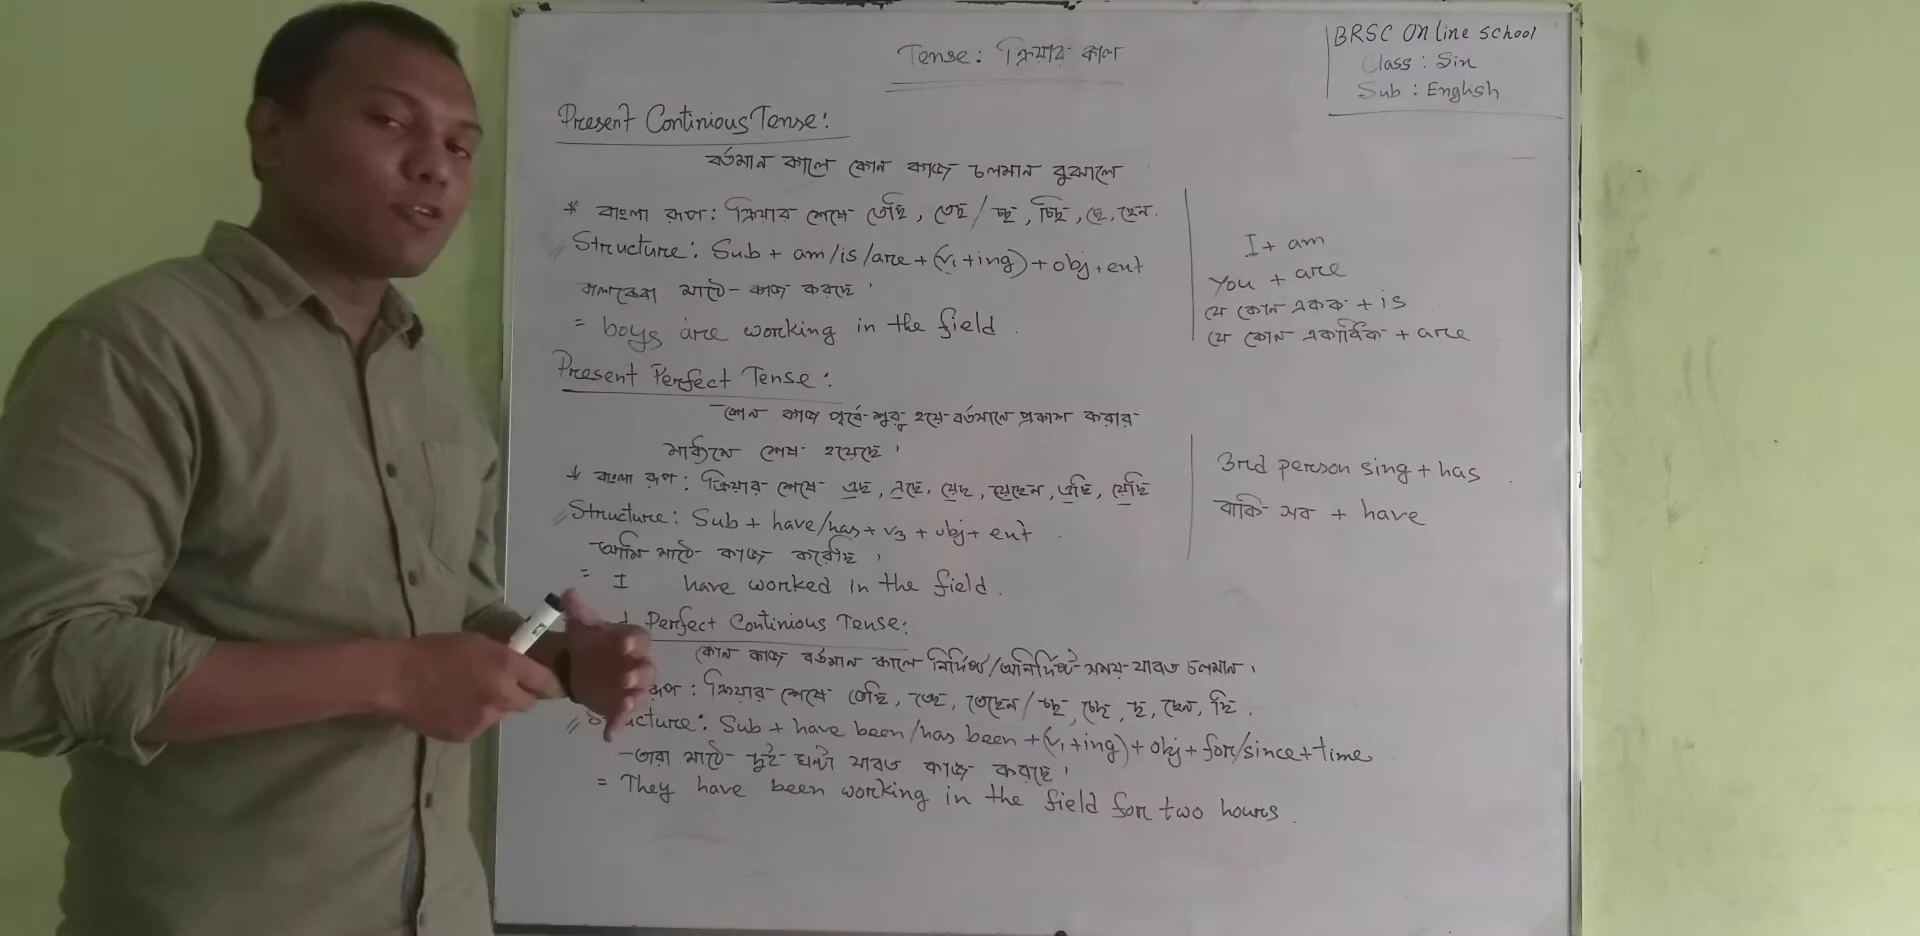 Tense: ক্রিয়ার কাল
BRSC Online school
Class : Sin
Sub : English
Present Continious Tense:
বর্তমান কালে কোন কাজ চলমান বুঝালে
* বাংলা রূপ: ক্রিয়ার শেষে তেছি, তেছ / চ্ছ, চ্ছি, ছে, ছেন.
Structure: Sub + am/is/are + (v1+ing) + obj + ext
বালকেরা মাঠে কাজ করছে।
= boys are working in the field.
I + am
You + are
যে কোন একক + is
যে কোন একাধিক + are
Present Perfect Tense:
কোন কাজ পূর্বে শুরু হয়ে বর্তমানে প্রকাশ করার
শেষ হয়েছে।
* বাংলা রূপ: ক্রিয়ার শেষে এছ, এছে, য়েছ, য়েছেন, এছি, য়েছি
Structure: Sub + have/has + v3 + obj + ext
আমি মাঠে কাজ করেছি।
= I have worked in the field.
3rd person sing + has
বাকি সব + have
Perfect Continious Tense:
কোন কাজ বর্তমান কালে নির্দিষ্ট/অনির্দিষ্ট সময় যাবত চলমান।
রূপ: ক্রিয়ার শেষে তেছি, তেছ, তেছেন / চ্ছ, চ্ছে, ছ, ছেন, ছি.
Structure: Sub + have been/has been + (v1+ing) + obj + for/since + time
তারা মাঠে দুই ঘন্টা যাবত কাজ করছে।
= They have been working in the field for two hours.